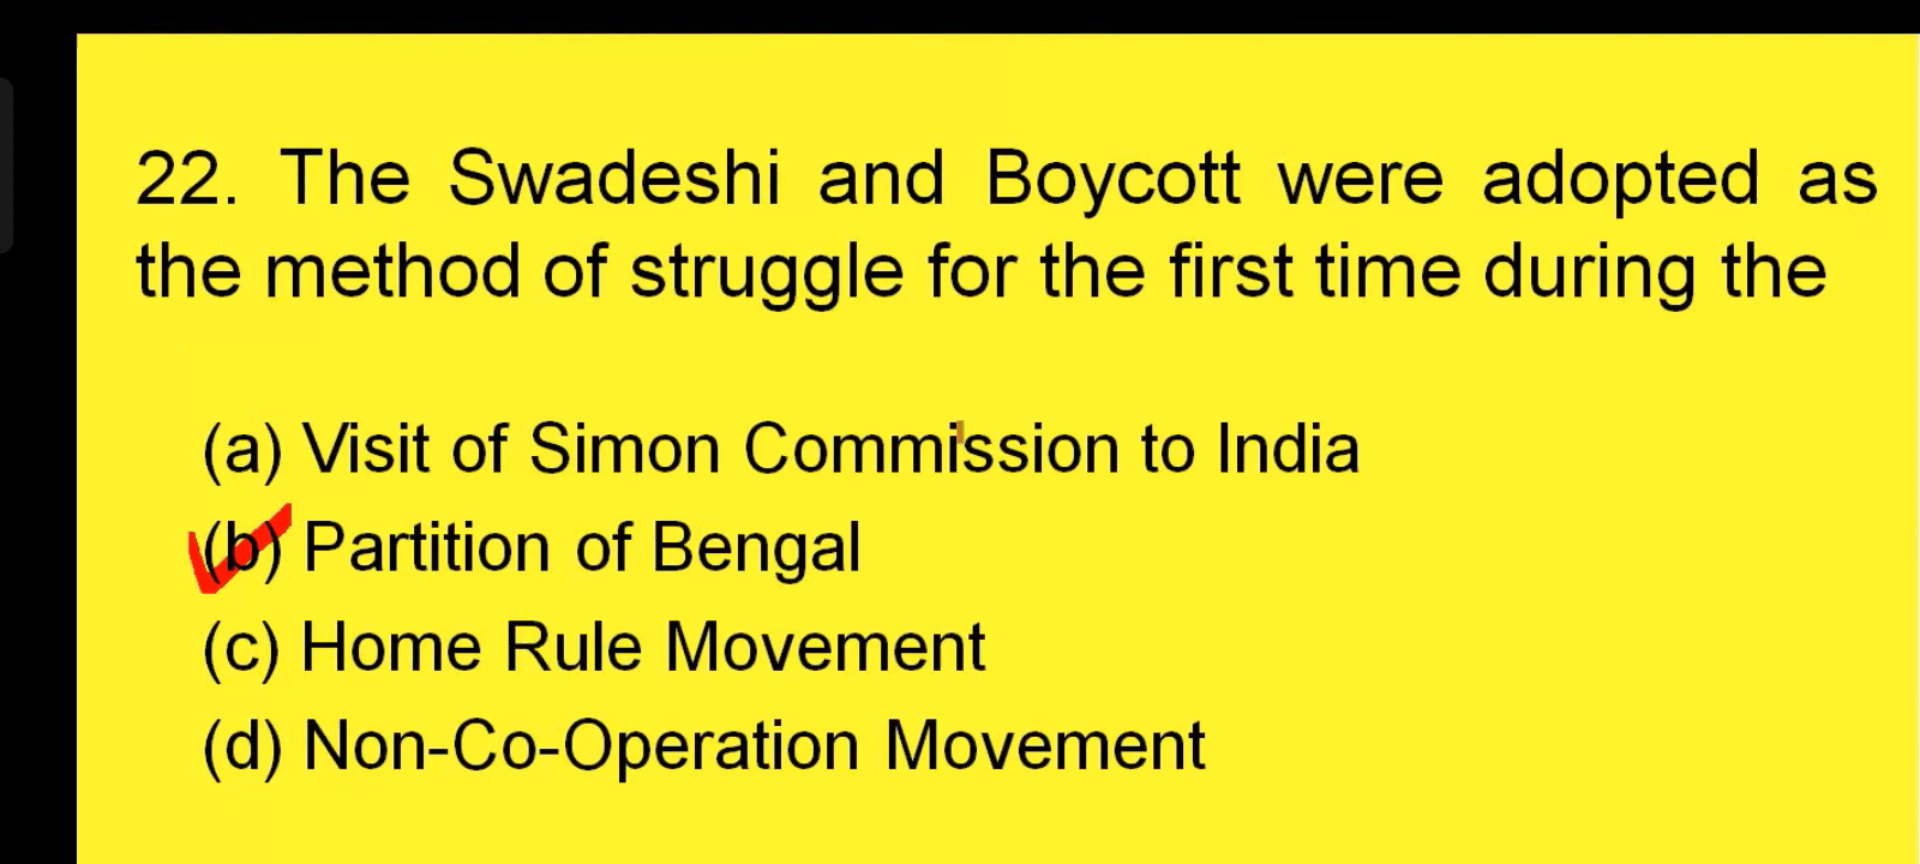 22. The Swadeshi and Boycott were adopted as
the method of struggle for the first time during the
(a) Visit of Simon Commission to India
(b) Partition of Bengal
(c) Home Rule Movement
(d) Non-Co-Operation Movement